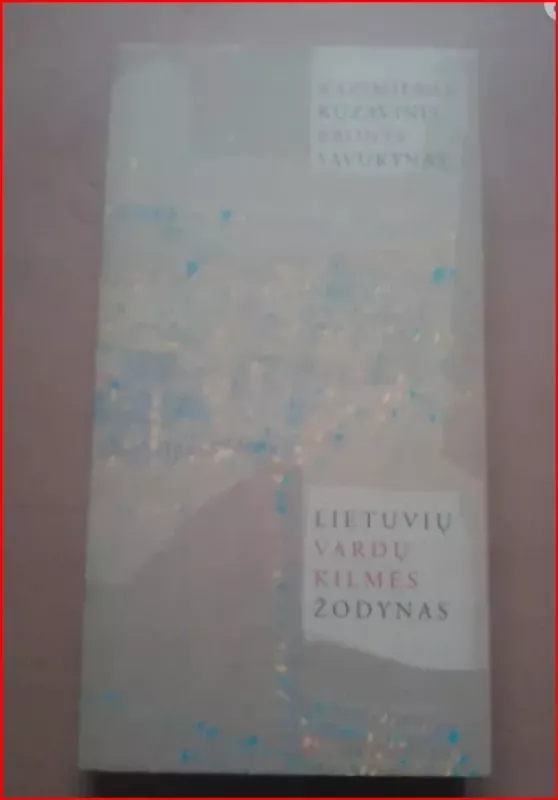 KAZIMIERAS
KUZAVINIS
BRONYS
SAVUKYNAS
LIETUVIŲ
VARDŲ
KILMĖS
ŽODYNAS